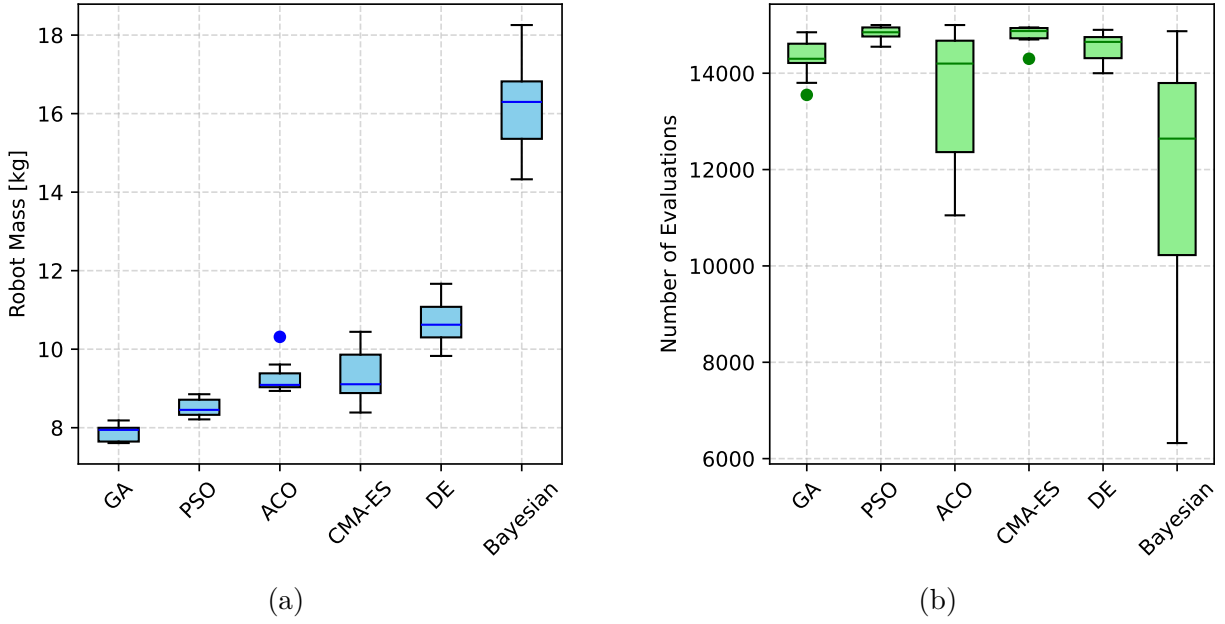 Robot Mass [kg]
18
16
14
12
10
8
GA
PSO
ACO
CMA-ES
DE
Bayesian
(a)
Number of Evaluations
14000
12000
10000
8000
6000
GA
PSO
ACO
CMA-ES
DE
Bayesian
(b)